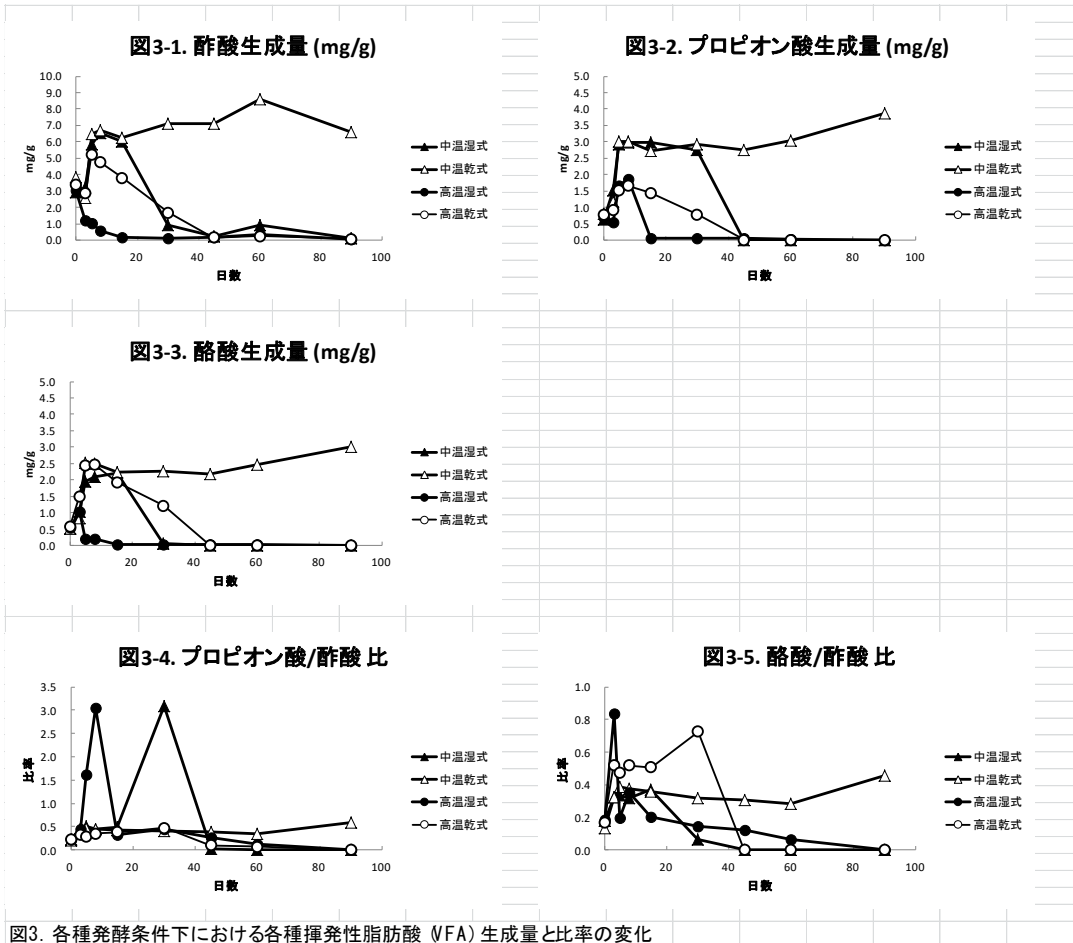 図3-1. 酢酸生成量 (mg/g)
10.0
9.0
8.0
7.0
6.0
5.0
4.0
3.0
2.0
1.0
0.0
mg/g
0 20 40 60 80 100
日数
中温湿式
中温乾式
高温湿式
高温乾式
図3-2. プロピオン酸生成量 (mg/g)
5.0
4.5
4.0
3.5
3.0
2.5
2.0
1.5
1.0
0.5
0.0
mg/g
0 20 40 60 80 100
日数
中温湿式
中温乾式
高温湿式
高温乾式
図3-3. 酪酸生成量 (mg/g)
5.0
4.5
4.0
3.5
3.0
2.5
2.0
1.5
1.0
0.5
0.0
mg/g
0 20 40 60 80 100
日数
中温湿式
中温乾式
高温湿式
高温乾式
図3-4. プロピオン酸/酢酸 比
3.5
3.0
2.5
2.0
1.5
1.0
0.5
0.0
比率
0 20 40 60 80 100
日数
中温湿式
中温乾式
高温湿式
高温乾式
図3-5. 酪酸/酢酸 比
1.0
0.8
0.6
0.4
0.2
0.0
比率
0 20 40 60 80 100
日数
中温湿式
中温乾式
高温湿式
高温乾式
図3. 各種発酵条件下における各種揮発性脂肪酸 (VFA) 生成量と比率の変化